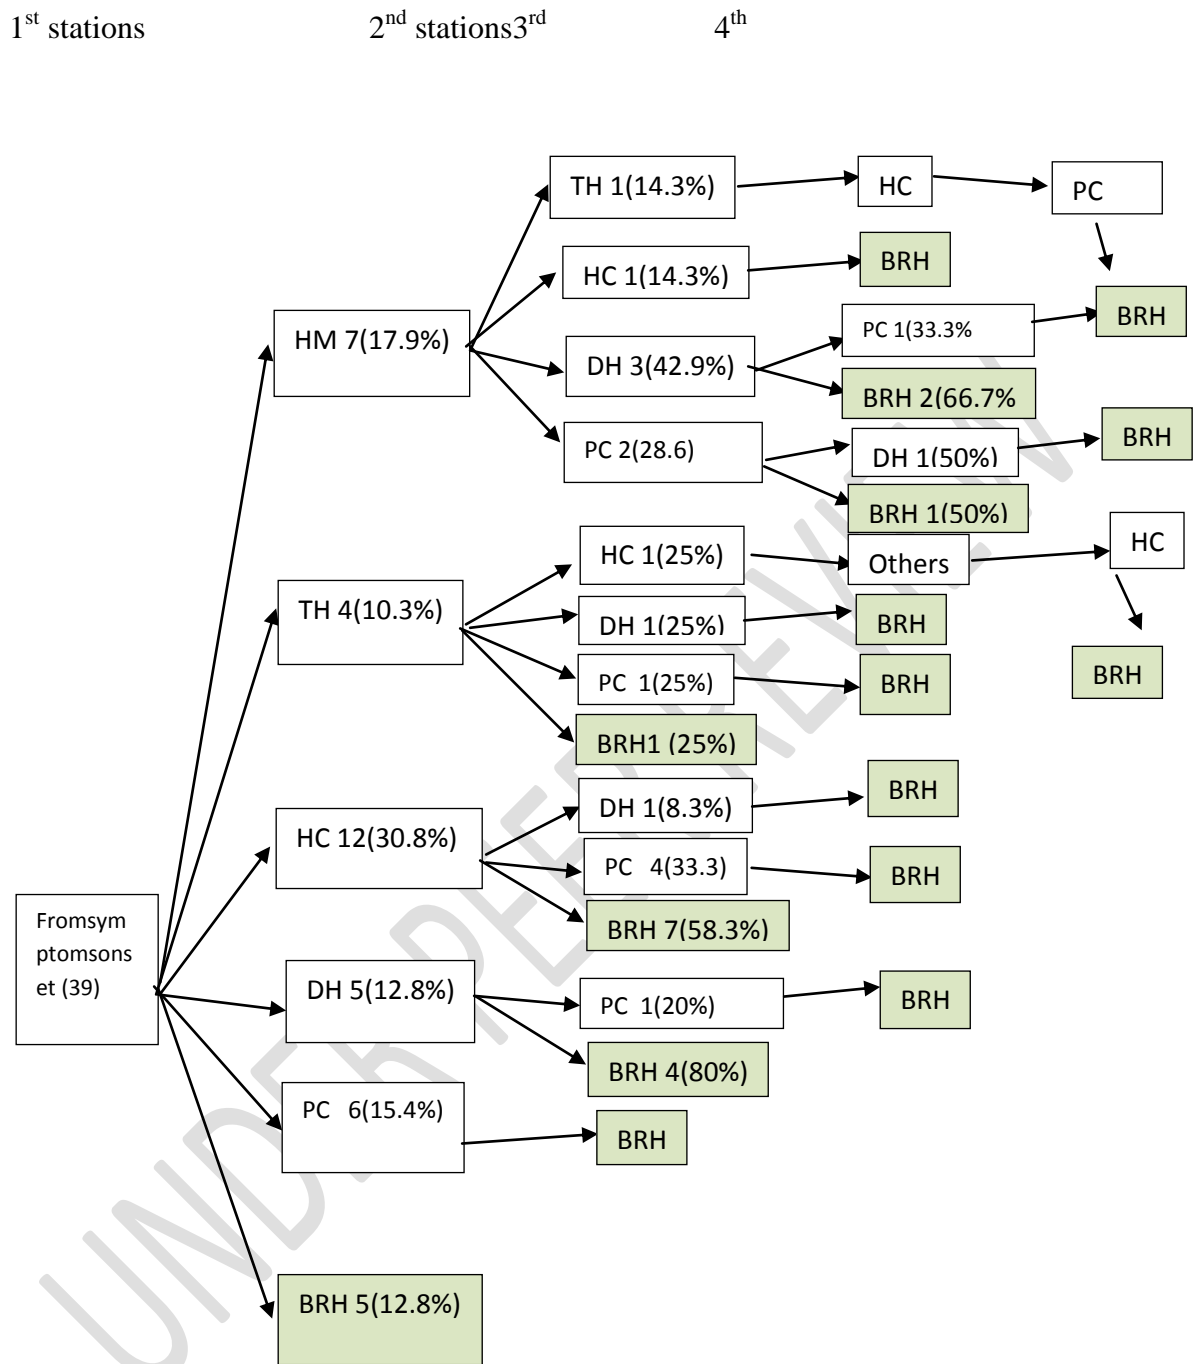 1st stations 2nd stations3rd 4th
TH 1(14.3%)
HC
PC
HC 1(14.3%)
BRH
BRH
HM 7(17.9%)
PC 1(33.3%
DH 3(42.9%)
BRH 2(66.7%
PC 2(28.6)
DH 1(50%)
BRH
BRH 1(50%)
HC 1(25%)
Others
HC
TH 4(10.3%)
DH 1(25%)
BRH
PC 1(25%)
BRH
BRH
BRH1 (25%)
DH 1(8.3%)
BRH
HC 12(30.8%)
PC 4(33.3)
BRH
BRH 7(58.3%)
Fromsym
ptomsons
et (39)
DH 5(12.8%)
PC 1(20%)
BRH
BRH 4(80%)
PC 6(15.4%)
BRH
BRH 5(12.8%)
UNDER PEER REVIEW